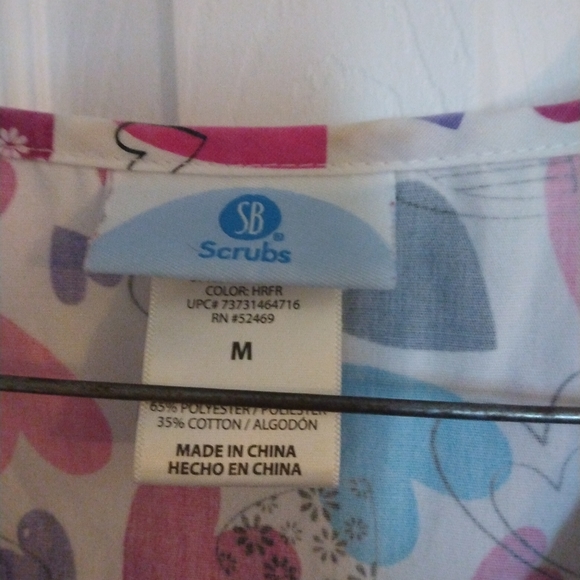 SB®
Scrubs
COLOR: HRFR
UPC# 73731464716
RN #52469
M
65% POLYESTER / POLIESTER
35% COTTON / ALGODÓN
MADE IN CHINA
HECHO EN CHINA